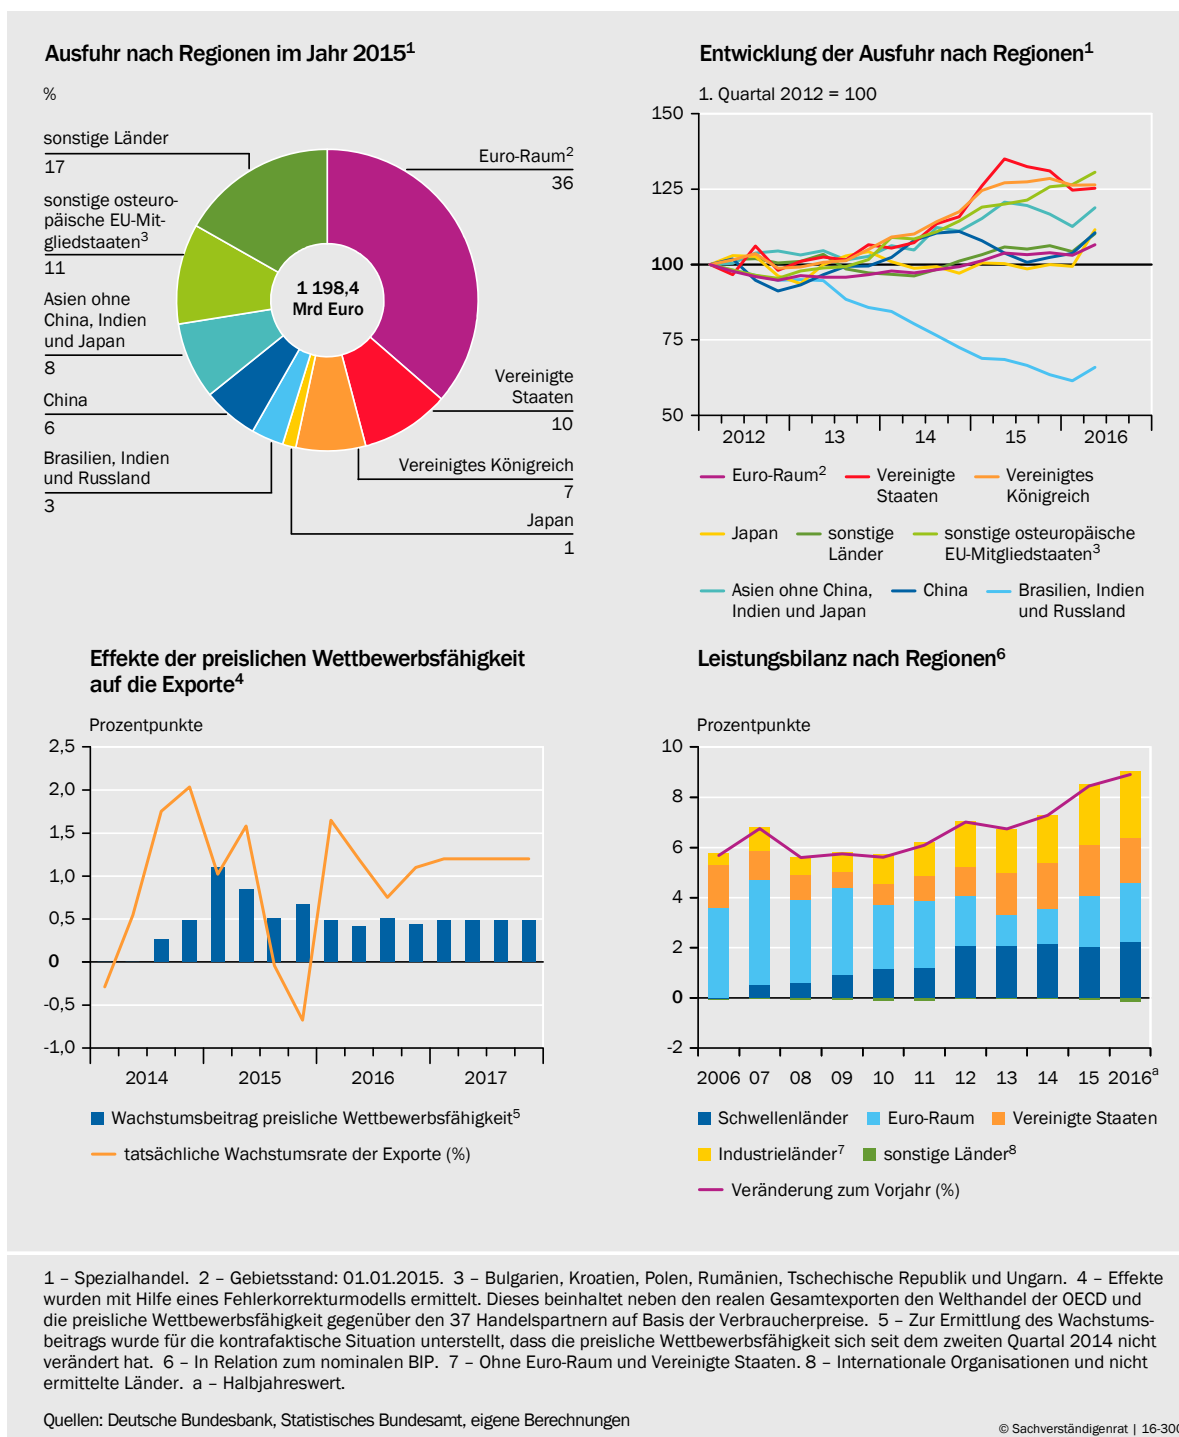 Ausfuhr nach Regionen im Jahr 2015¹
%
sonstige Länder
17
sonstige osteuro-
päische EU-Mit-
gliedstaaten³
11
Asien ohne
China, Indien
und Japan
8
China
6
Brasilien, Indien
und Russland
3
1 198,4
Mrd Euro
Euro-Raum²
36
Vereinigte
Staaten
10
Vereinigtes Königreich
7
Japan
1
Entwicklung der Ausfuhr nach Regionen¹
1. Quartal 2012 = 100
150
125
100
75
50
2012 13 14 15 2016
Euro-Raum² Vereinigte Staaten Vereinigtes Königreich
Japan sonstige Länder sonstige osteuropäische EU-Mitgliedstaaten³
Asien ohne China, Indien und Japan China Brasilien, Indien und Russland
Effekte der preislichen Wettbewerbsfähigkeit
auf die Exporte⁴
Prozentpunkte
2,5
2,0
1,5
1,0
0,5
0
-0,5
-1,0
2014 2015 2016 2017
Wachstumsbeitrag preisliche Wettbewerbsfähigkeit⁵
tatsächliche Wachstumsrate der Exporte (%)
Leistungsbilanz nach Regionen⁶
Prozentpunkte
10
8
6
4
2
0
-2
2006 07 08 09 10 11 12 13 14 15 2016ᵃ
Schwellenländer Euro-Raum Vereinigte Staaten
Industrieländer⁷ sonstige Länder⁸
Veränderung zum Vorjahr (%)
1 – Spezialhandel. 2 – Gebietsstand: 01.01.2015. 3 – Bulgarien, Kroatien, Polen, Rumänien, Tschechische Republik und Ungarn. 4 – Effekte
wurden mit Hilfe eines Fehlerkorrekturmodells ermittelt. Dieses beinhaltet neben den realen Gesamtexporten den Welthandel der OECD und
die preisliche Wettbewerbsfähigkeit gegenüber den 37 Handelspartnern auf Basis der Verbraucherpreise. 5 – Zur Ermittlung des Wachstums-
beitrags wurde für die kontrafaktische Situation unterstellt, dass die preisliche Wettbewerbsfähigkeit sich seit dem zweiten Quartal 2014 nicht
verändert hat. 6 – In Relation zum nominalen BIP. 7 – Ohne Euro-Raum und Vereinigte Staaten. 8 – Internationale Organisationen und nicht
ermittelte Länder. a – Halbjahreswert.
Quellen: Deutsche Bundesbank, Statistisches Bundesamt, eigene Berechnungen
© Sachverständigenrat | 16-300